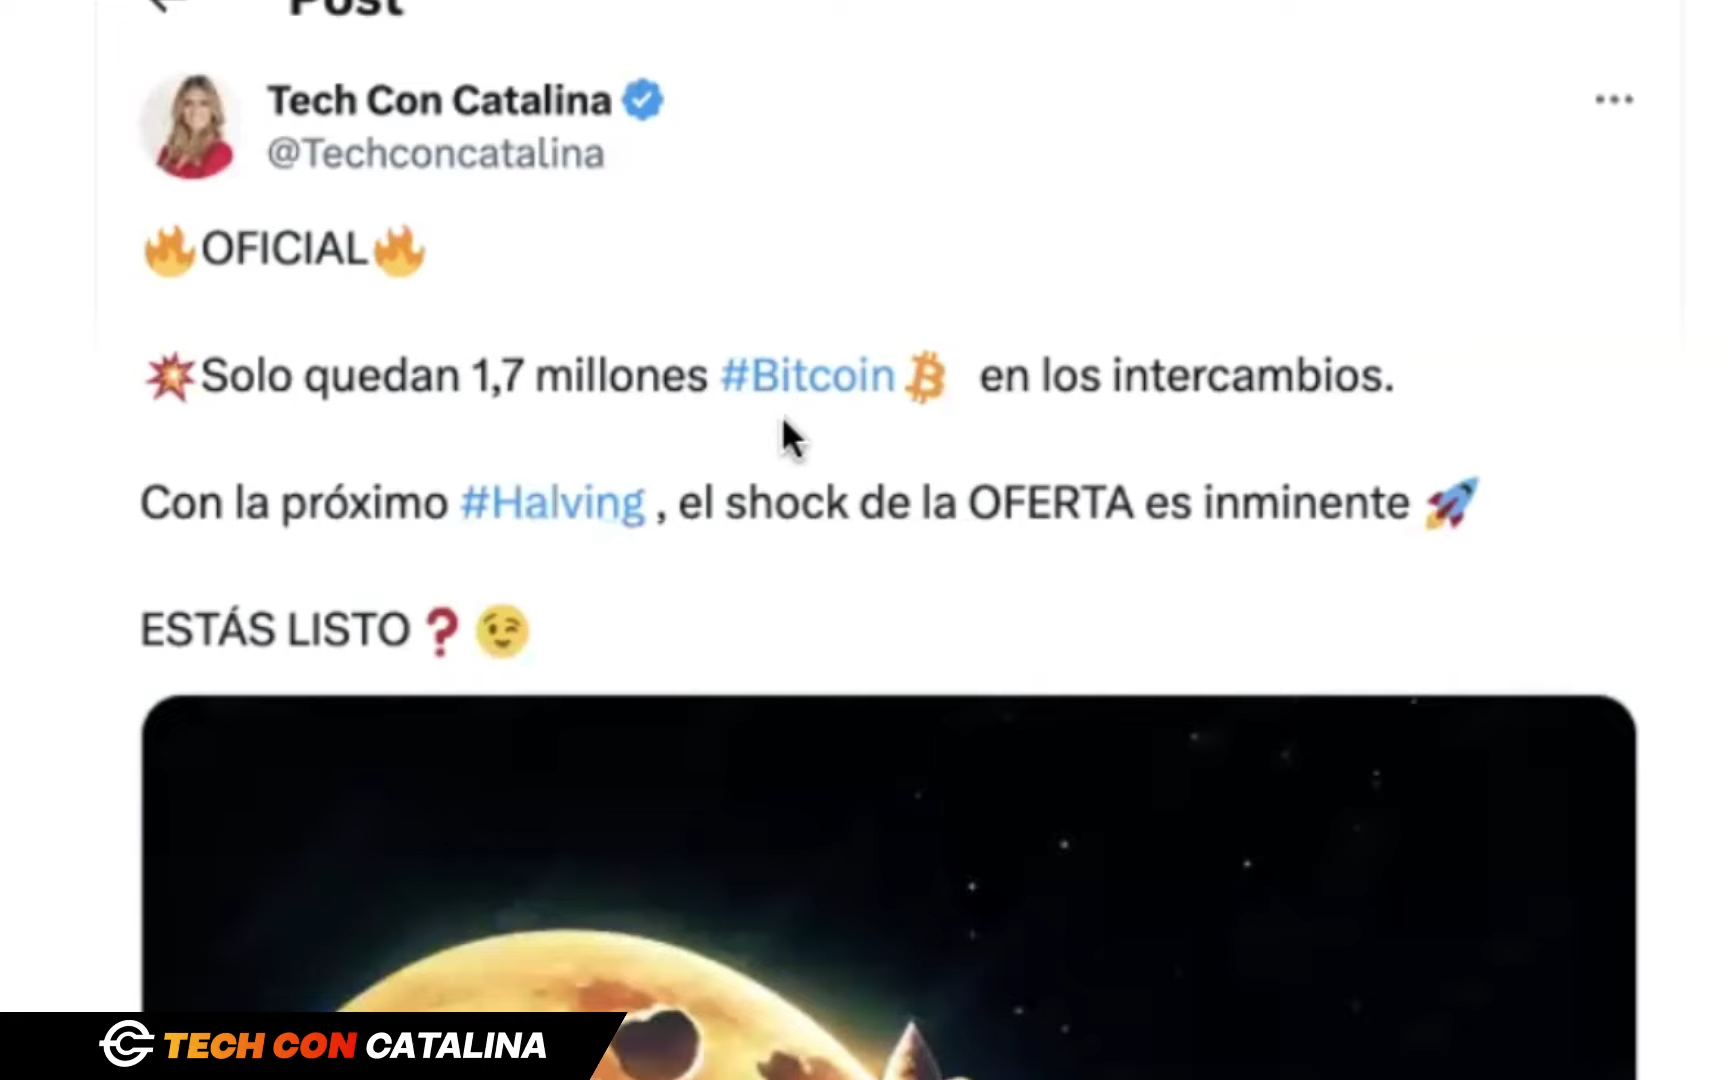 Post
Tech Con Catalina
@Techconcatalina
🔥OFICIAL🔥
💥Solo quedan 1,7 millones #Bitcoin₿ en los intercambios.
Con la próximo #Halving , el shock de la OFERTA es inminente 🚀
ESTÁS LISTO❓😉
TECH CON CATALINA